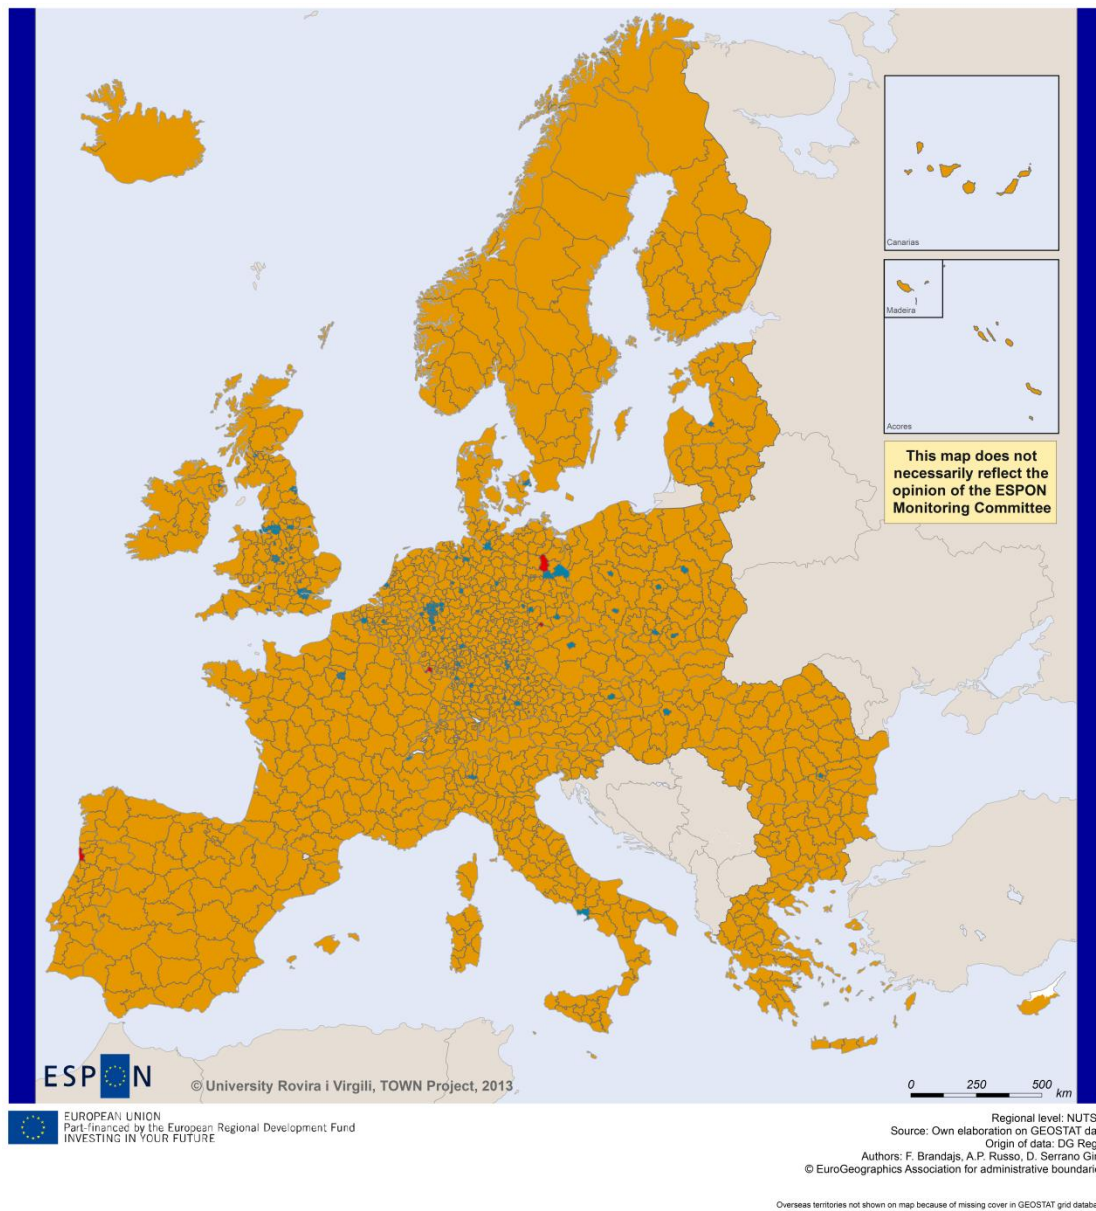 Canarias
Madeira
Acores
This map does not
necessarily reflect the
opinion of the ESPON
Monitoring Committee
ESPON
© University Rovira i Virgili, TOWN Project, 2013
0 250 500
km
EUROPEAN UNION
Part-financed by the European Regional Development Fund
INVESTING IN YOUR FUTURE
Regional level: NUTS
Source: Own elaboration on GEOSTAT da
Origin of data: DG Reg
Authors: F. Brandajs, A.P. Russo, D. Serrano Gi
© EuroGeographics Association for administrative boundari
Overseas territories not shown on map because of missing cover in GEOSTAT grid databa